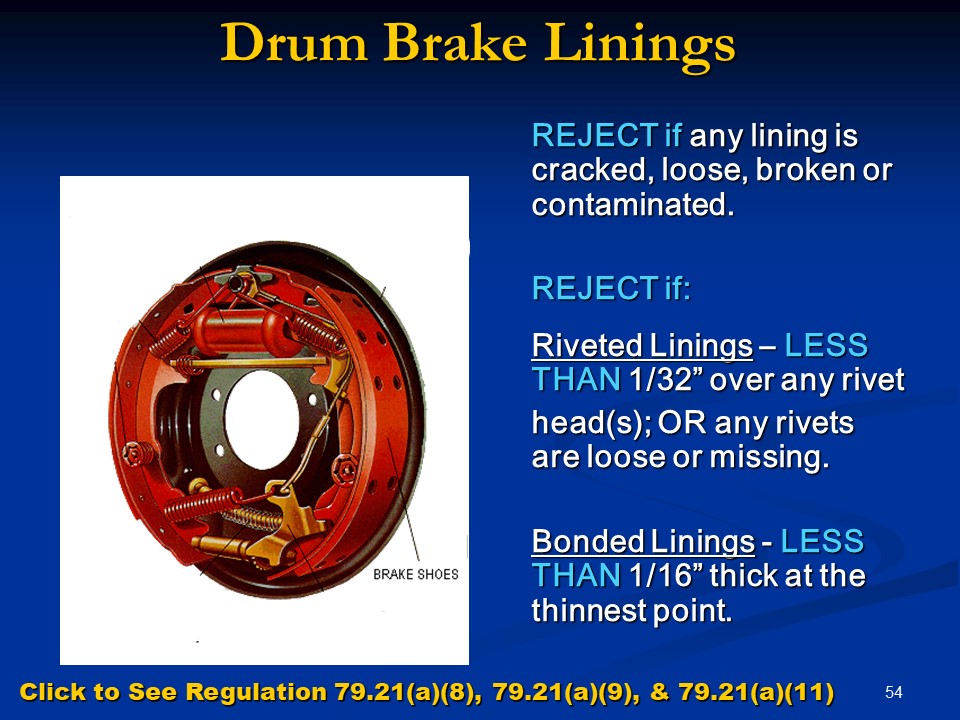 Drum Brake Linings
REJECT if any lining is
cracked, loose, broken or
contaminated.
REJECT if:
Riveted Linings – LESS
THAN 1/32” over any rivet
head(s); OR any rivets
are loose or missing.
Bonded Linings - LESS
THAN 1/16” thick at the
thinnest point.
BRAKE SHOES
Click to See Regulation 79.21(a)(8), 79.21(a)(9), & 79.21(a)(11)
54